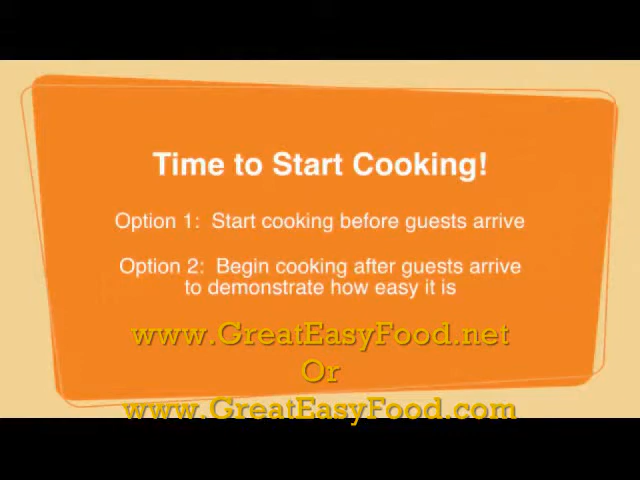 Time to Start Cooking!
Option 1: Start cooking before guests arrive
Option 2: Begin cooking after guests arrive
to demonstrate how easy it is
www.GreatEasyFood.net
Or
www.GreatEasyFood.com